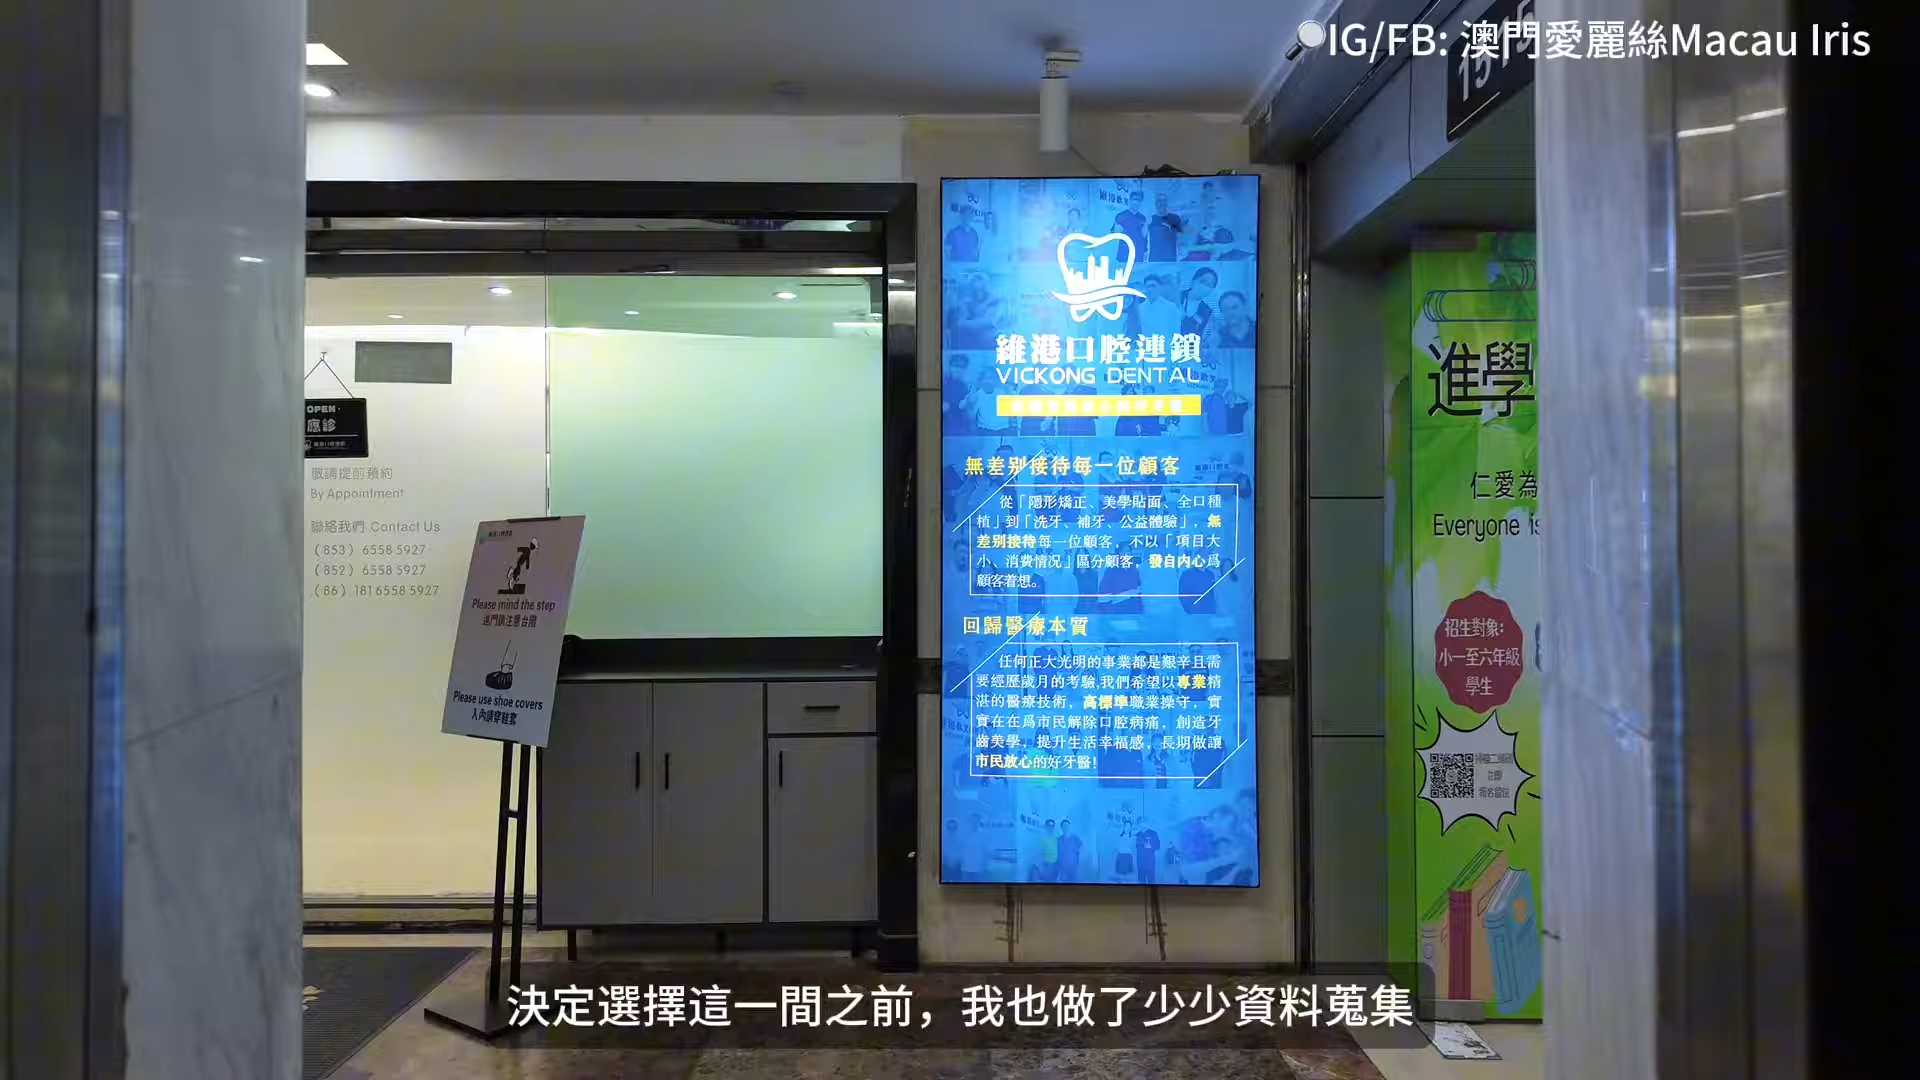 IG/FB: 澳門愛麗絲Macau Iris
15
OPEN
應診
敬請提前預約
By Appointment
聯絡我們 Contact Us
(853) 6558 5927
(852) 6558 5927
(86) 181 6558 5927
Please mind the step
進門請注意台階
Please use shoe covers
入內請穿鞋套
維港口腔連鎖
VICKONG DENTAL
無差別接待每一位顧客
從「隱形矯正、美學貼面、全口種
植」到「洗牙、補牙、公益體驗」，無
差別接待每一位顧客，不以「項目大
小、消費情況」區分顧客，發自內心爲
顧客着想。
回歸醫療本質
任何正大光明的事業都是艱辛且需
要經歷歲月的考驗,我們希望以專業精
湛的醫療技術，高標準職業操守，實
實在在爲市民解除口腔病痛，創造牙
齒美學，提升生活幸福感，長期做讓
市民放心的好牙醫！
進學
仁愛為
Everyone is
招生對象：
小一至六年級
學生
立即
決定選擇這一間之前，我也做了少少資料蒐集